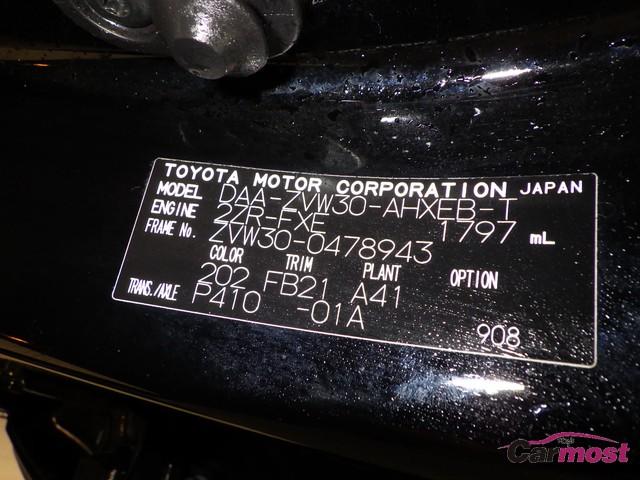 TOYOTA MOTOR CORPORATION JAPAN
MODEL DAA-ZVW30-AHXEB-T
ENGINE 2ZR-FXE 1797 mL
FRAME No. ZVW30-0478943
COLOR TRIM PLANT OPTION
202 FB21 A41
TRANS./AXLE P410 -01A
908
Carmost